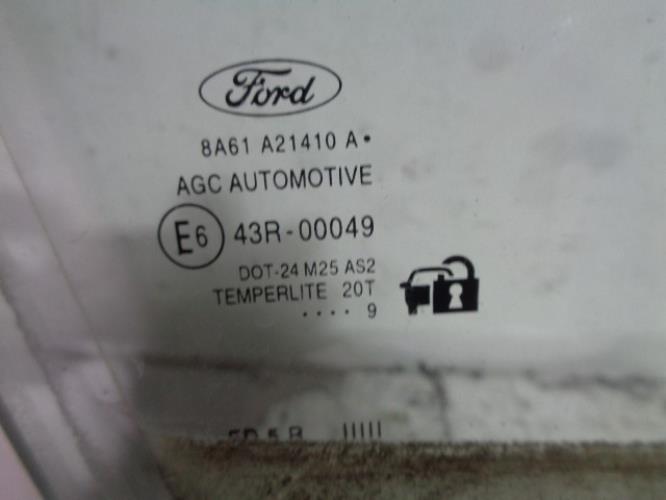 Ford
8A61 A21410 A•
AGC AUTOMOTIVE
E6 43R-00049
DOT-24 M25 AS2
TEMPERLITE 20T
•••• 9